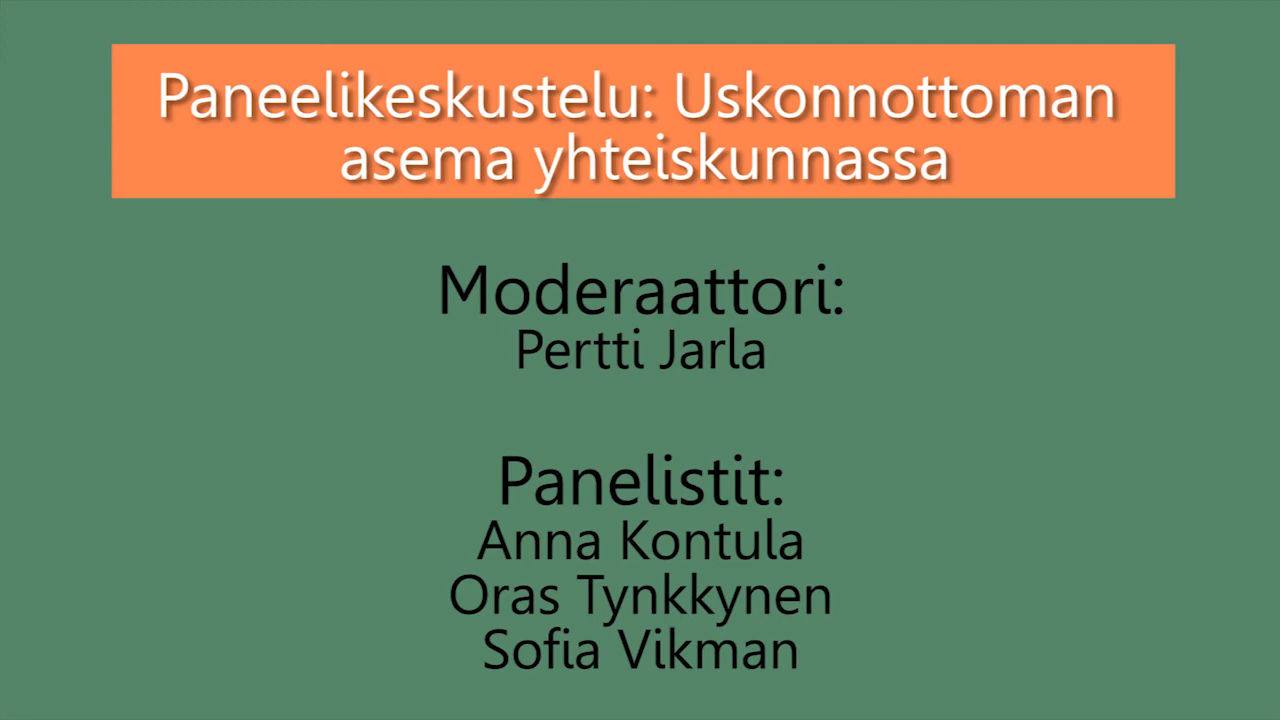 Paneelikeskustelu: Uskonnottoman
asema yhteiskunnassa
Moderaattori:
Pertti Jarla
Panelistit:
Anna Kontula
Oras Tynkkynen
Sofia Vikman